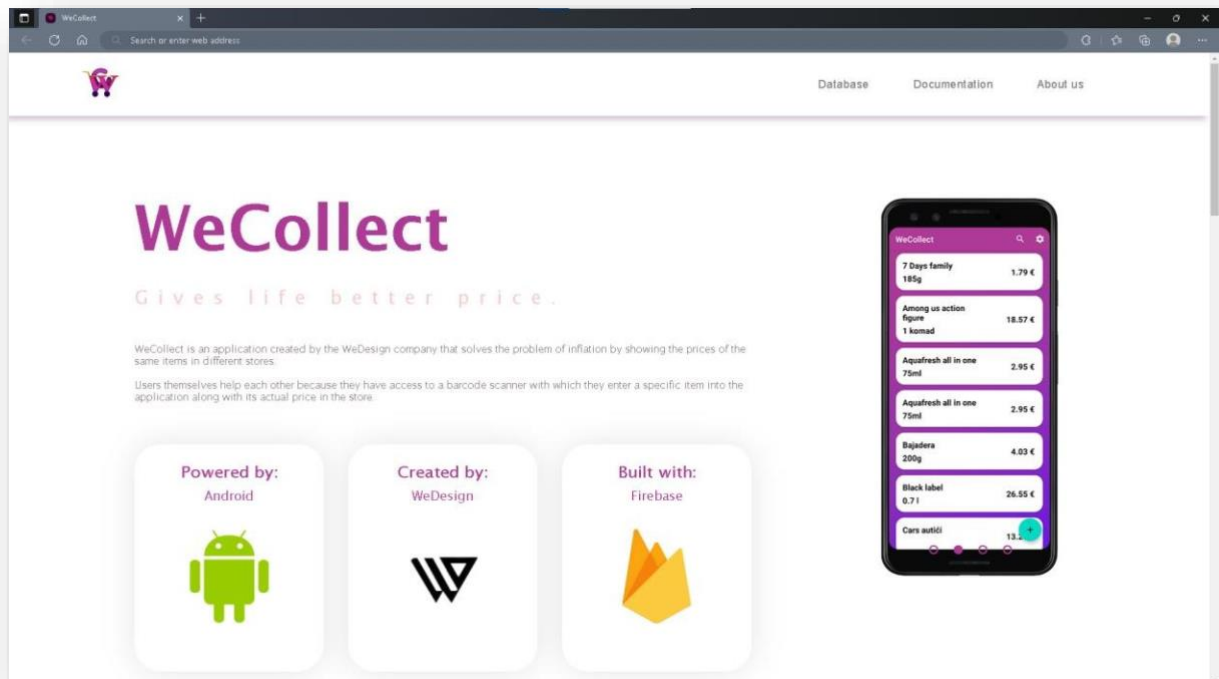 WeCollect
Search or enter web address
Database Documentation About us
WeCollect
Gives life better price.
WeCollect is an application created by the WeDesign company that solves the problem of inflation by showing the prices of the
same items in different stores.
Users themselves help each other because they have access to a barcode scanner with which they enter a specific item into the
application along with its actual price in the store.
Powered by:
Android
Created by:
WeDesign
Built with:
Firebase
WeCollect
7 Days family
185g
1.79 €
Among us action
figure
1 komad
18.57 €
Aquafresh all in one
75ml
2.95 €
Aquafresh all in one
75ml
2.95 €
Bajadera
200g
4.03 €
Black label
0.7 l
26.55 €
Cars autići